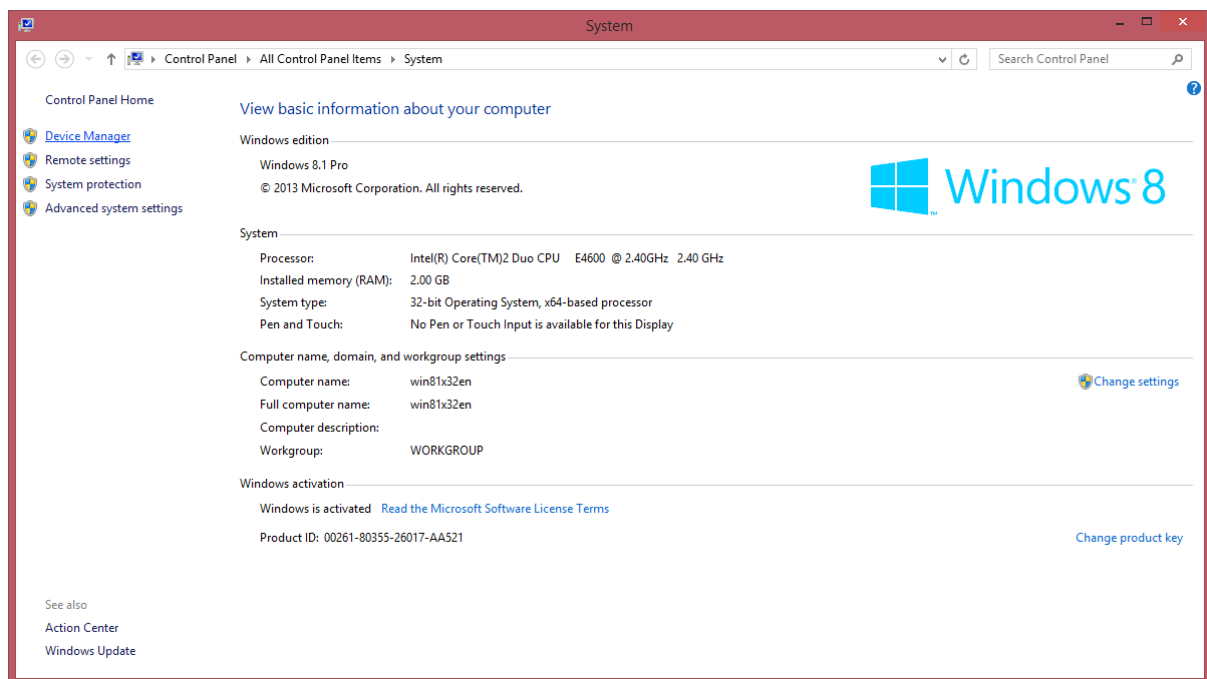 System
Control Panel All Control Panel Items System
Search Control Panel
Control Panel Home
Device Manager
Remote settings
System protection
Advanced system settings
View basic information about your computer
Windows edition
Windows 8.1 Pro
© 2013 Microsoft Corporation. All rights reserved.
Windows® 8
TM
System
Processor: Intel(R) Core(TM)2 Duo CPU E4600 @ 2.40GHz 2.40 GHz
Installed memory (RAM): 2.00 GB
System type: 32-bit Operating System, x64-based processor
Pen and Touch: No Pen or Touch Input is available for this Display
Computer name, domain, and workgroup settings
Computer name: win81x32en
Change settings
Full computer name: win81x32en
Computer description:
Workgroup: WORKGROUP
Windows activation
Windows is activated Read the Microsoft Software License Terms
Product ID: 00261-80355-26017-AA521
Change product key
See also
Action Center
Windows Update